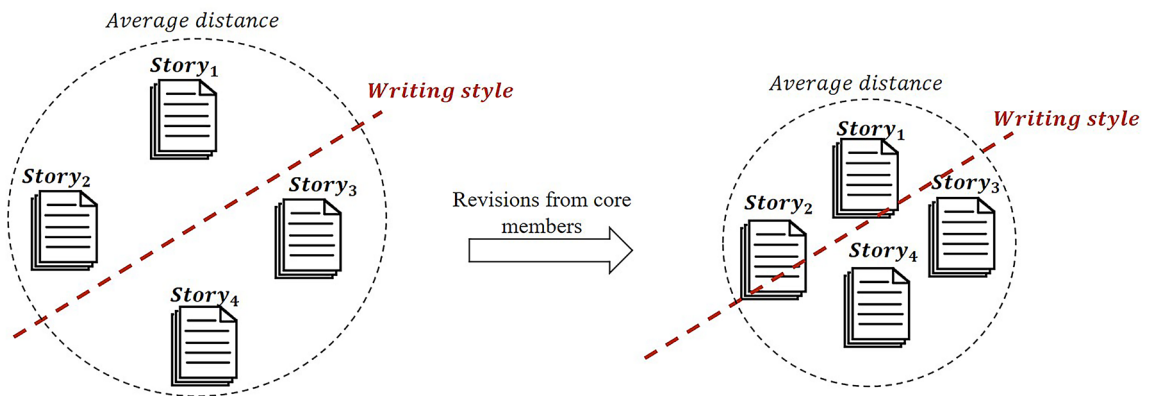 Average distance
Story₁
Writing style
Story₂
Story₃
Story₄
Revisions from core
members
Average distance
Story₁
Writing style
Story₃
Story₂
Story₄